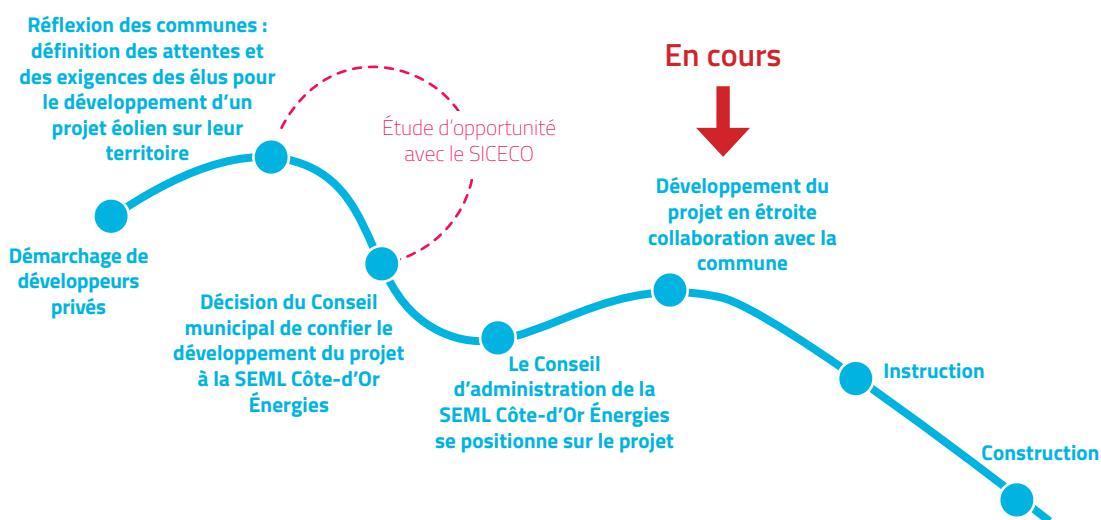 Réflexion des communes :
définition des attentes et
des exigences des élus pour
le développement d'un
projet éolien sur leur
territoire
Étude d'opportunité
avec le SICECO
En cours
Démarchage de
développeurs
privés
Décision du Conseil
municipal de confier le
développement du projet
à la SEML Côte-d'Or
Énergies
Le Conseil
d'administration de la
SEML Côte-d'Or Énergies
se positionne sur le projet
Développement du
projet en étroite
collaboration avec la
commune
Instruction
Construction